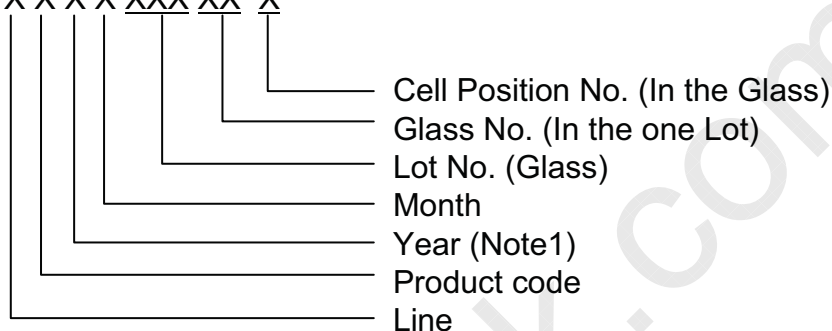 X X X X XXX XX X
Cell Position No. (In the Glass)
Glass No. (In the one Lot)
Lot No. (Glass)
Month
Year (Note1)
Product code
Line